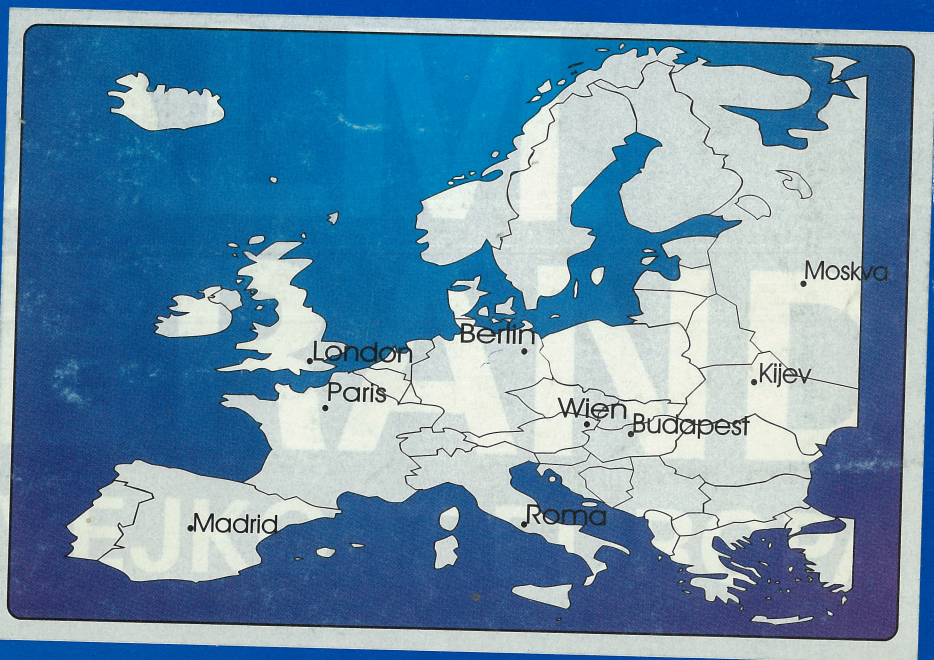 Moskva
Berlin
London
Kijev
Paris
Wien
Budapest
Roma
Madrid